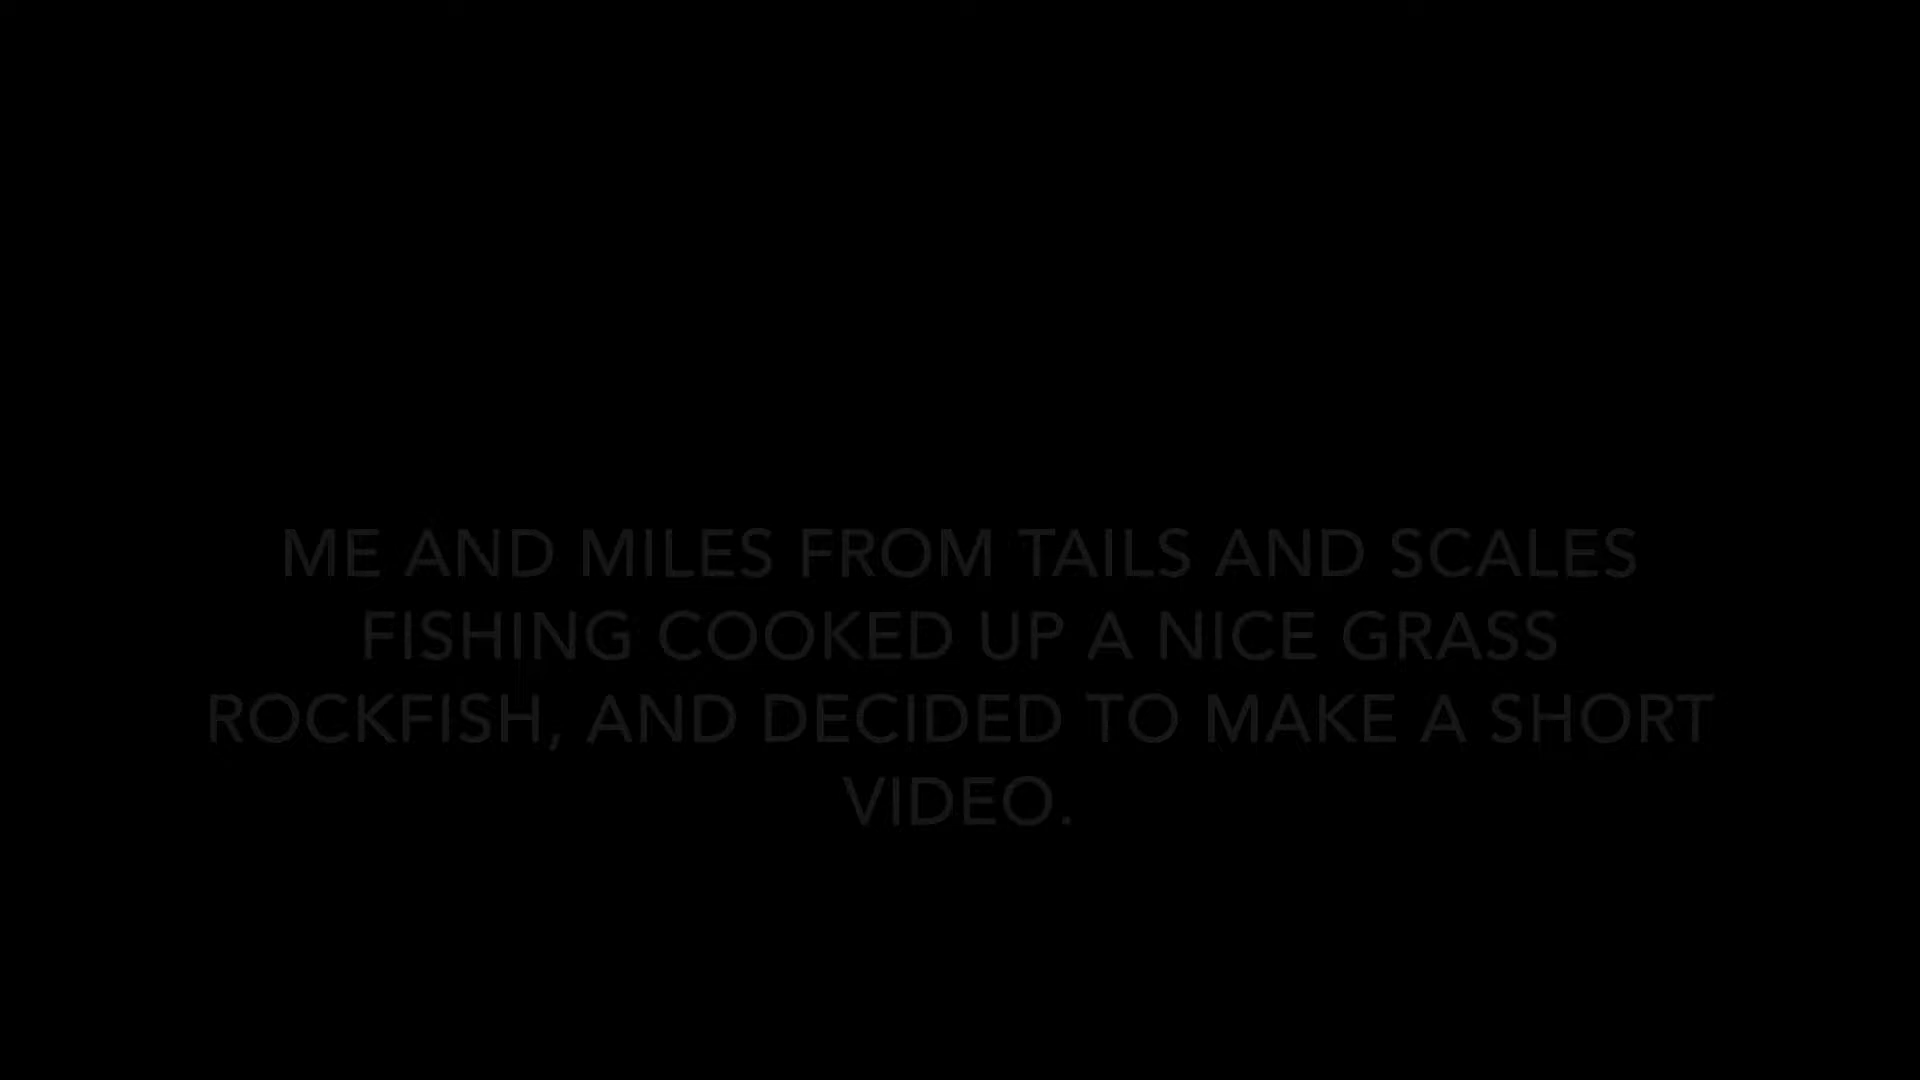 ME AND MILES FROM TAILS AND SCALES
FISHING COOKED UP A NICE GRASS
ROCKFISH, AND DECIDED TO MAKE A SHORT
VIDEO.